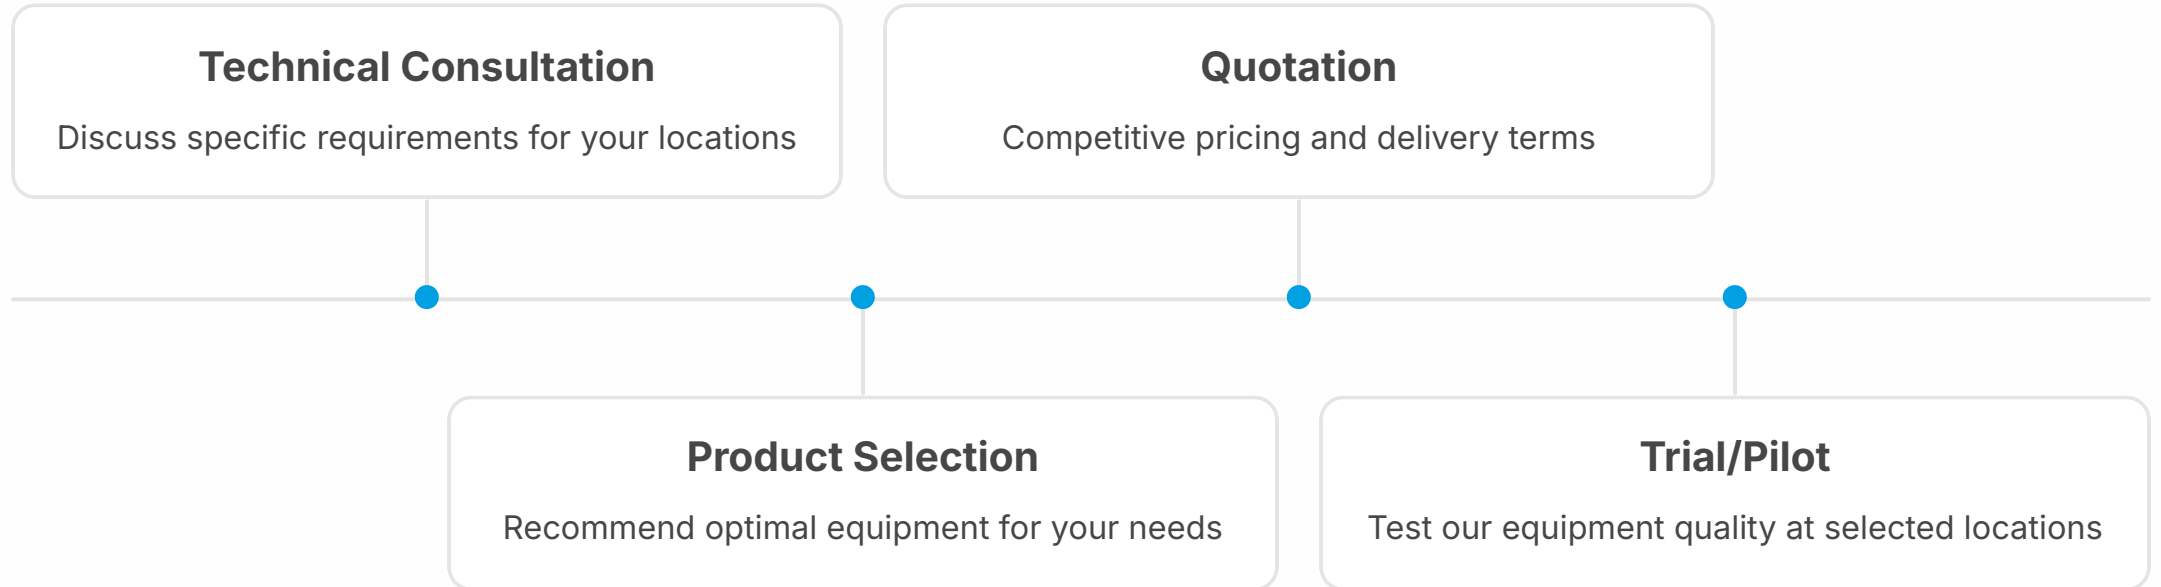 Technical Consultation
Discuss specific requirements for your locations
Quotation
Competitive pricing and delivery terms
Product Selection
Recommend optimal equipment for your needs
Trial/Pilot
Test our equipment quality at selected locations